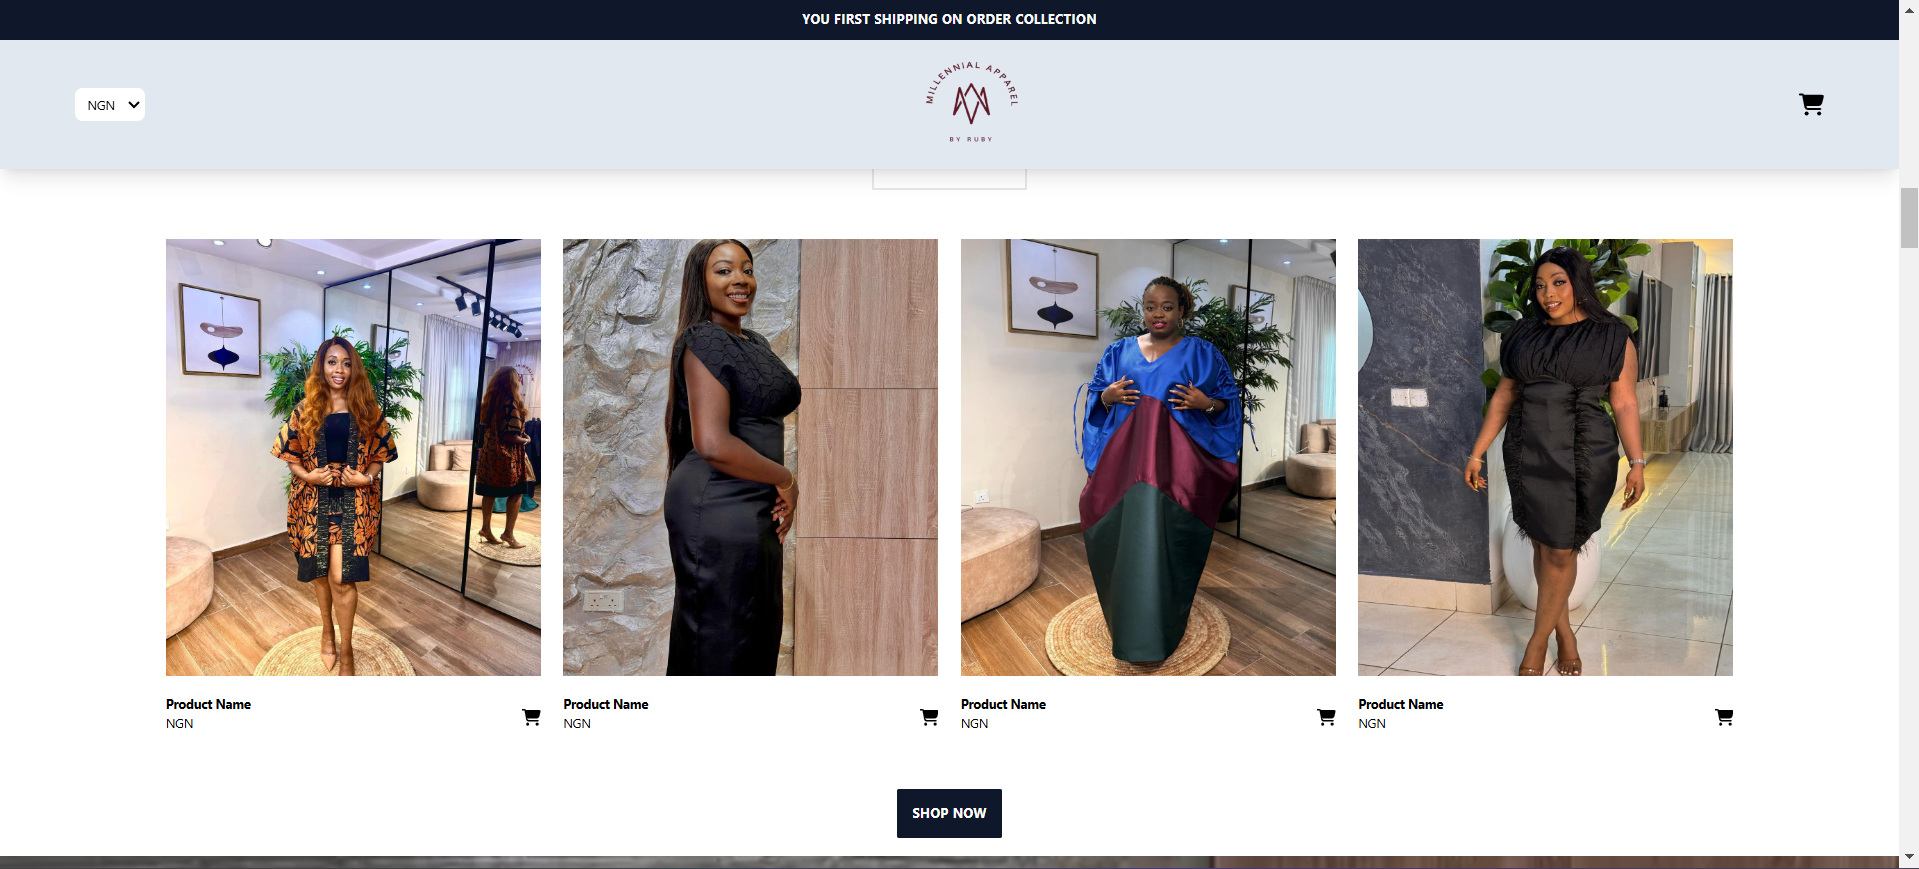 YOU FIRST SHIPPING ON ORDER COLLECTION
NGN
MILLENNIAL APPAREL
BY RUBY
Product Name
NGN
Product Name
NGN
Product Name
NGN
Product Name
NGN
SHOP NOW